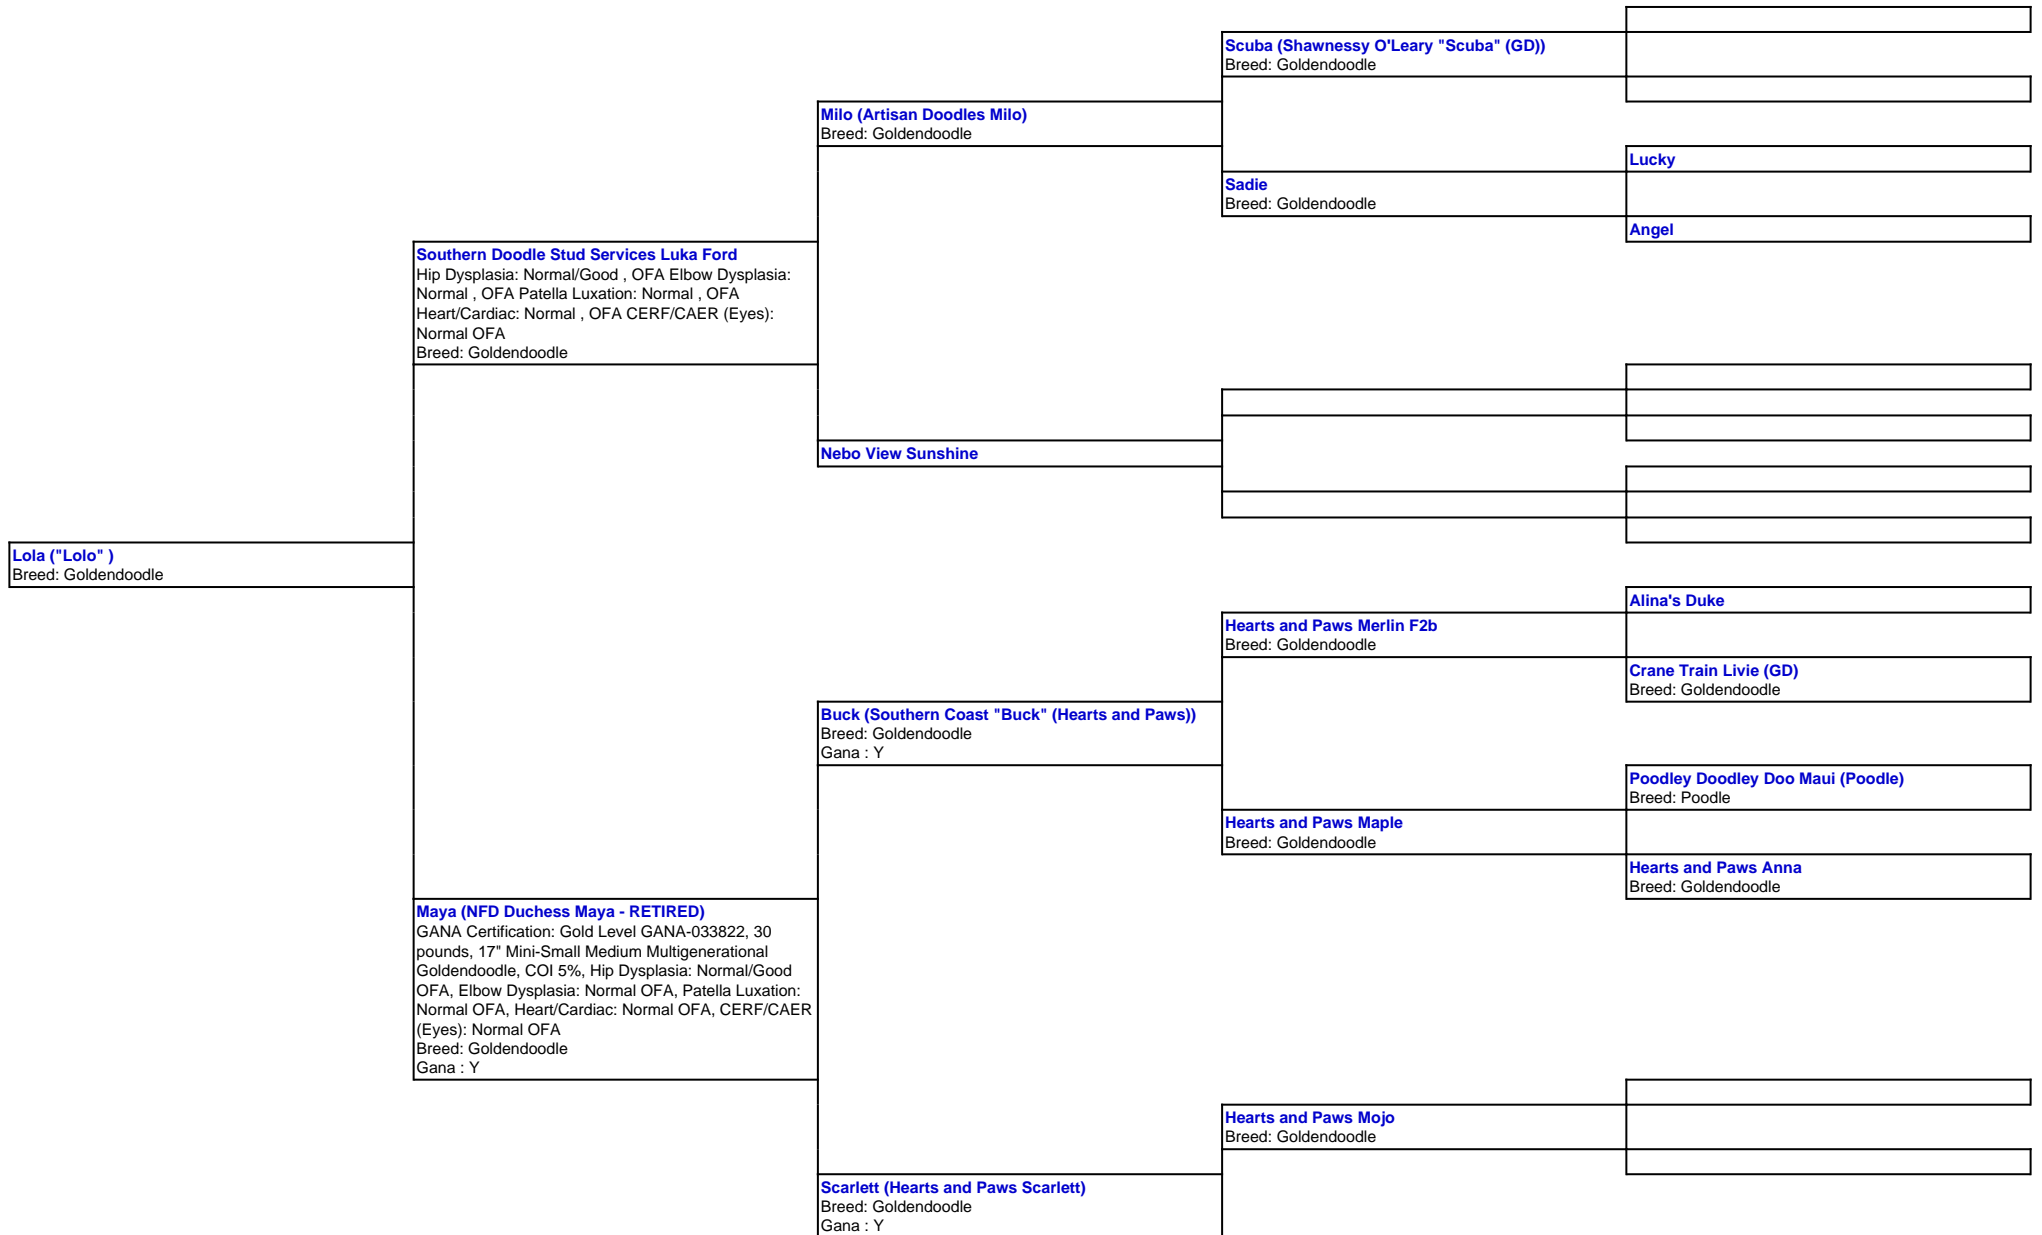 Scuba (Shawnessy O'Leary "Scuba" (GD))
Breed: Goldendoodle
Milo (Artisan Doodles Milo)
Breed: Goldendoodle
Lucky
Sadie
Breed: Goldendoodle
Angel
Southern Doodle Stud Services Luka Ford
Hip Dysplasia: Normal/Good , OFA Elbow Dysplasia:
Normal , OFA Patella Luxation: Normal , OFA
Heart/Cardiac: Normal , OFA CERF/CAER (Eyes):
Normal OFA
Breed: Goldendoodle
Nebo View Sunshine
Lola ("Lolo" )
Breed: Goldendoodle
Alina's Duke
Hearts and Paws Merlin F2b
Breed: Goldendoodle
Crane Train Livie (GD)
Breed: Goldendoodle
Buck (Southern Coast "Buck" (Hearts and Paws))
Breed: Goldendoodle
Gana : Y
Poodley Doodley Doo Maui (Poodle)
Breed: Poodle
Hearts and Paws Maple
Breed: Goldendoodle
Hearts and Paws Anna
Breed: Goldendoodle
Maya (NFD Duchess Maya - RETIRED)
GANA Certification: Gold Level GANA-033822, 30
pounds, 17" Mini-Small Medium Multigenerational
Goldendoodle, COI 5%, Hip Dysplasia: Normal/Good
OFA, Elbow Dysplasia: Normal OFA, Patella Luxation:
Normal OFA, Heart/Cardiac: Normal OFA, CERF/CAER
(Eyes): Normal OFA
Breed: Goldendoodle
Gana : Y
Hearts and Paws Mojo
Breed: Goldendoodle
Scarlett (Hearts and Paws Scarlett)
Breed: Goldendoodle
Gana : Y